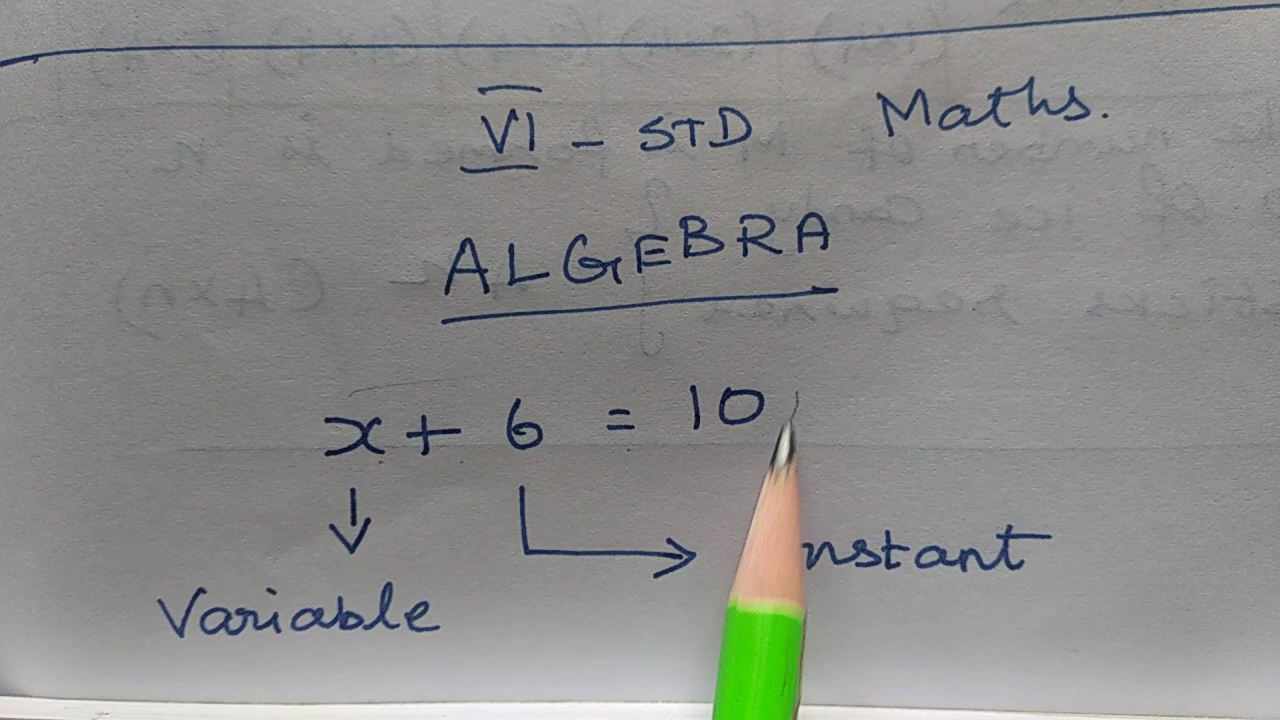 VI - STD Maths.
ALGEBRA
x + 6 = 10
nstant
Variable